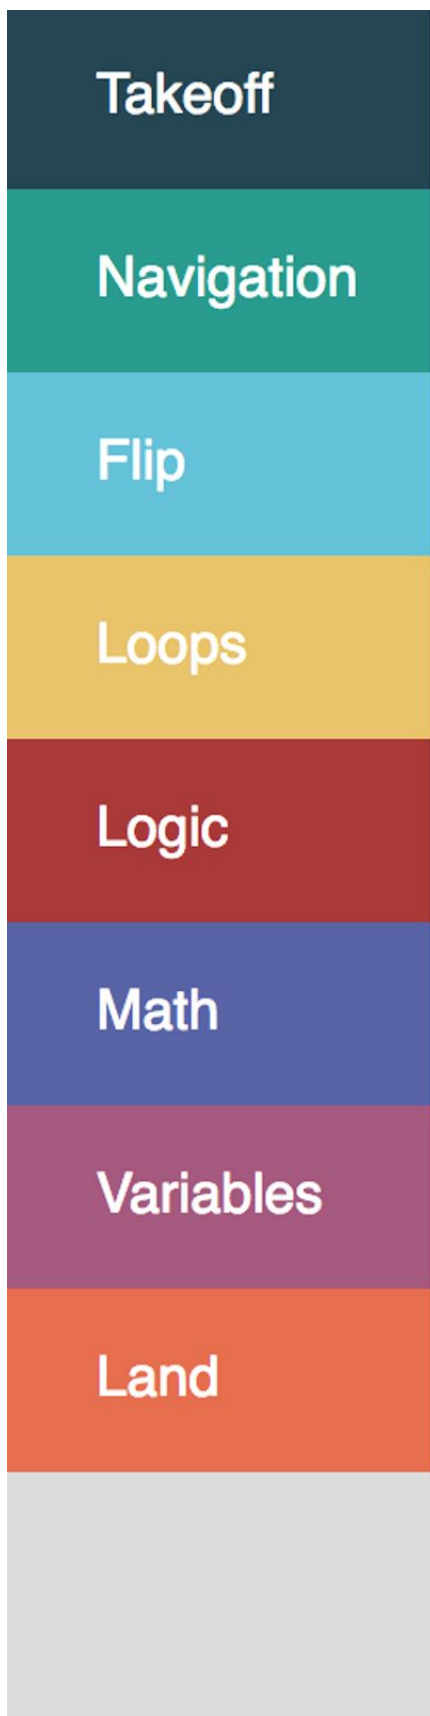 Takeoff
Navigation
Flip
Loops
Logic
Math
Variables
Land